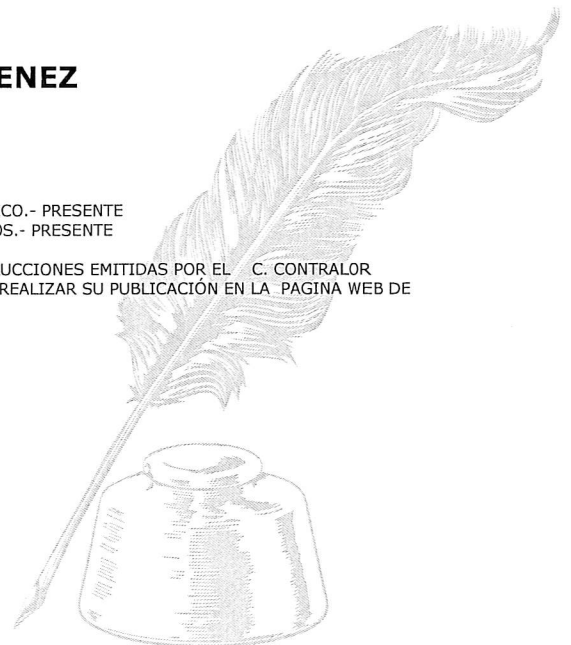 ENEZ
CO.- PRESENTE
OS.- PRESENTE
UCCIONES EMITIDAS POR EL C. CONTRALOR
REALIZAR SU PUBLICACIÓN EN LA PAGINA WEB DE